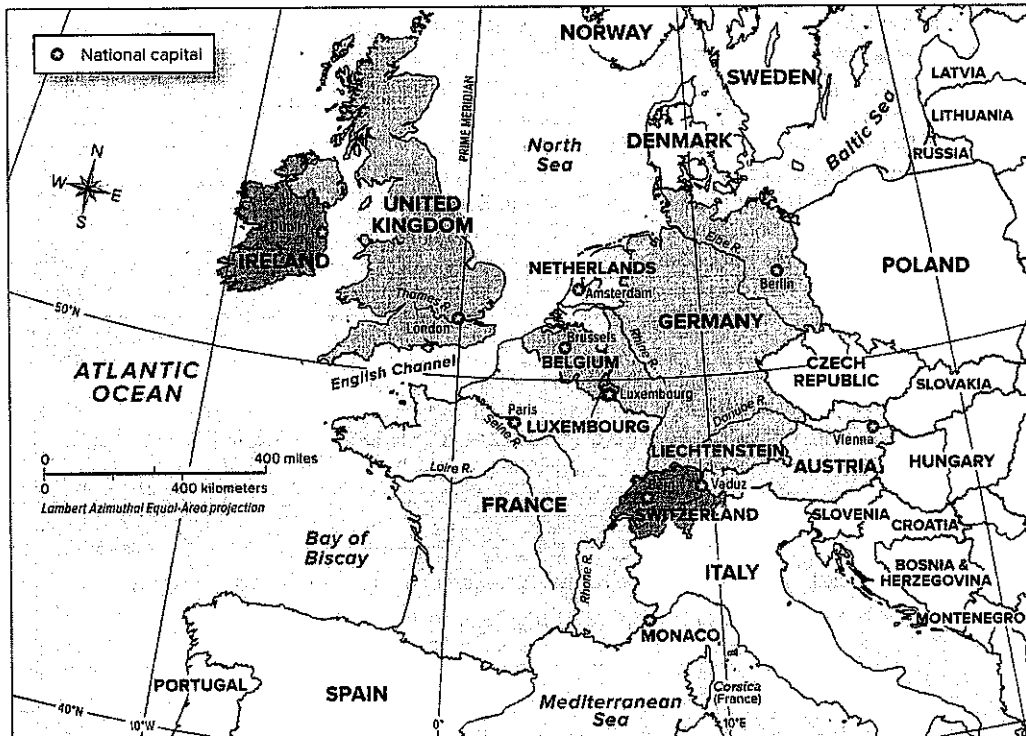 National capital
NORWAY
SWEDEN
LATVIA
LITHUANIA
RUSSIA
Baltic Sea
PRIME MERIDIAN
North
Sea
DENMARK
N
W
E
S
UNITED
KINGDOM
Dublin
IRELAND
Elbe R.
POLAND
NETHERLANDS
Amsterdam
Berlin
Thames R.
London
GERMANY
50°N
Brussels
BELGIUM
Rhine R.
English Channel
CZECH
REPUBLIC
ATLANTIC
OCEAN
SLOVAKIA
Luxembourg
LUXEMBOURG
Paris
Seine R.
Danube R.
Vienna
LIECHTENSTEIN
AUSTRIA
HUNGARY
0
400 miles
0
400 kilometers
Lambert Azimuthal Equal-Area projection
Loire R.
FRANCE
Bern
Vaduz
SWITZERLAND
SLOVENIA
CROATIA
Bay of
Biscay
Rhone R.
ITALY
BOSNIA &
HERZEGOVINA
MONTENEGRO
MONACO
PORTUGAL
SPAIN
Mediterranean
Sea
Corsica
(France)
40°N
10°W
0°
10°E